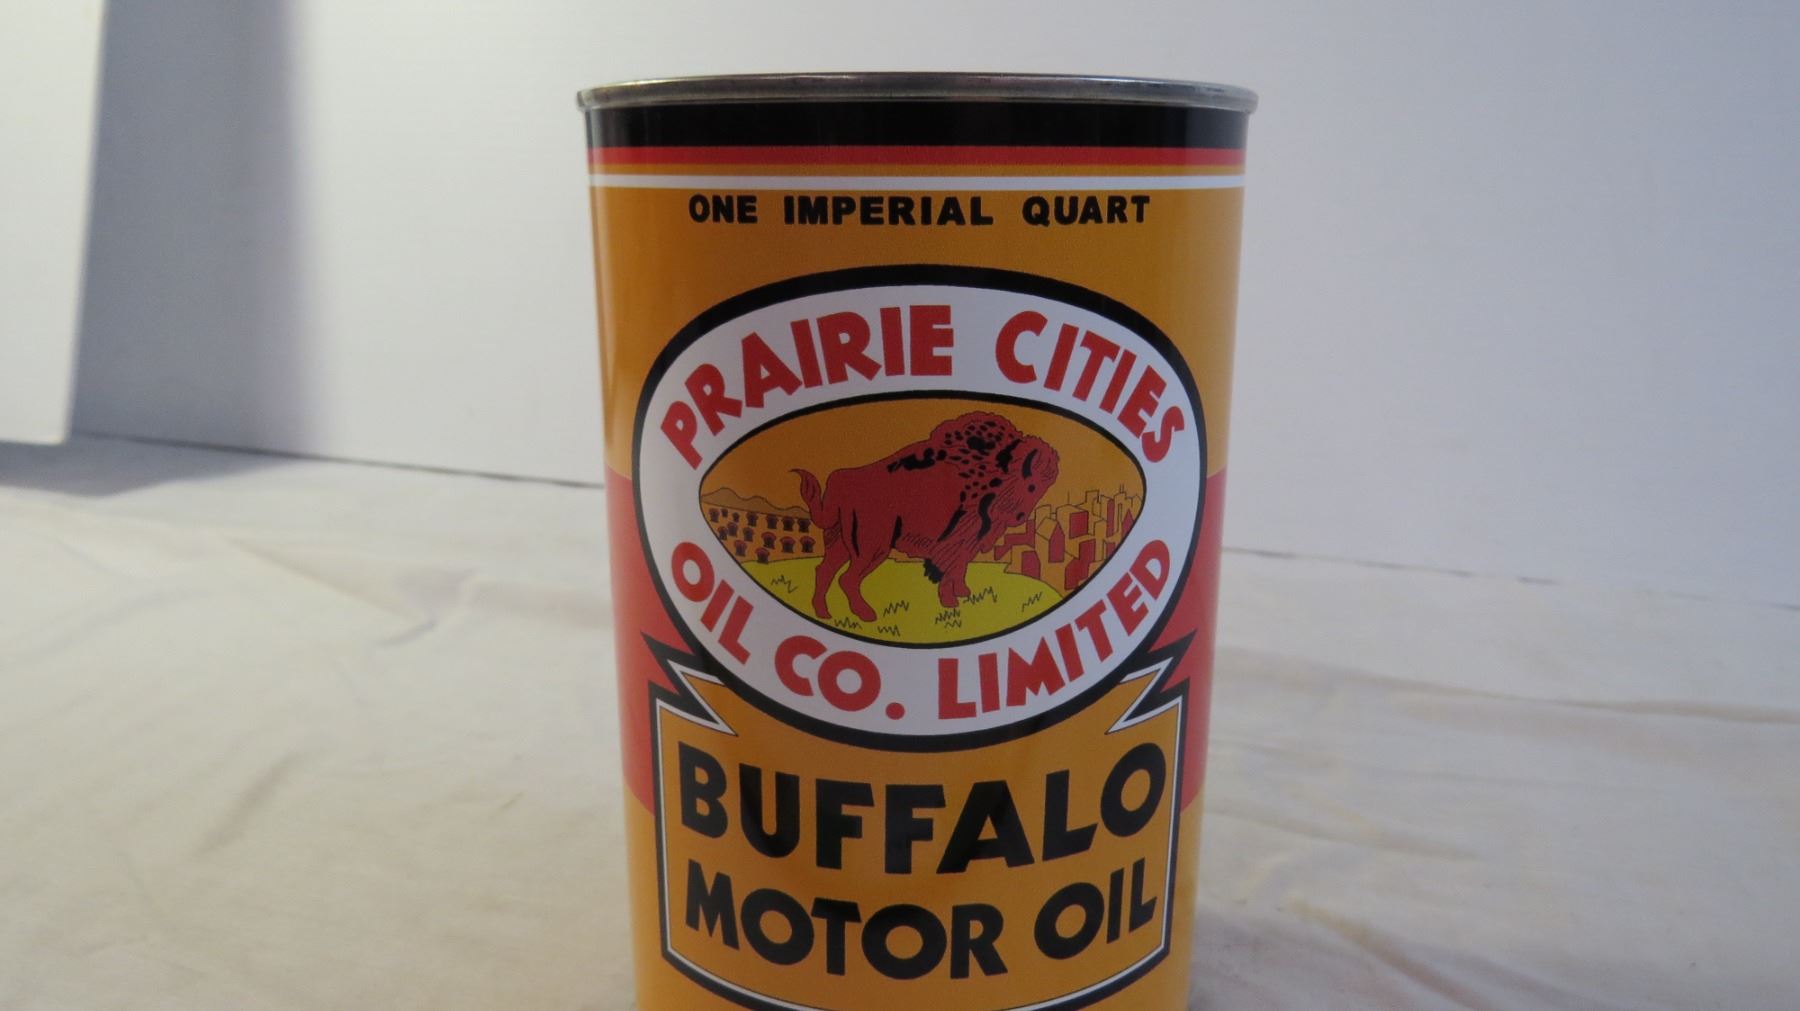 ONE IMPERIAL QUART
PRAIRIE CITIES
OIL CO. LIMITED
BUFFALO
MOTOR OIL